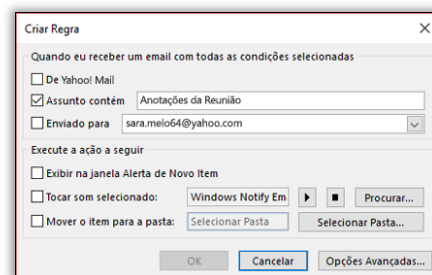 Criar Regra
Quando eu receber um email com todas as condições selecionadas
De Yahoo! Mail
Assunto contém Anotações da Reunião
Enviado para sara.melo64@yahoo.com
Execute a ação a seguir
Exibir na janela Alerta de Novo Item
Tocar som selecionado: Windows Notify Em Procurar...
Mover o item para a pasta: Selecionar Pasta Selecionar Pasta...
OK Cancelar Opções Avançadas...